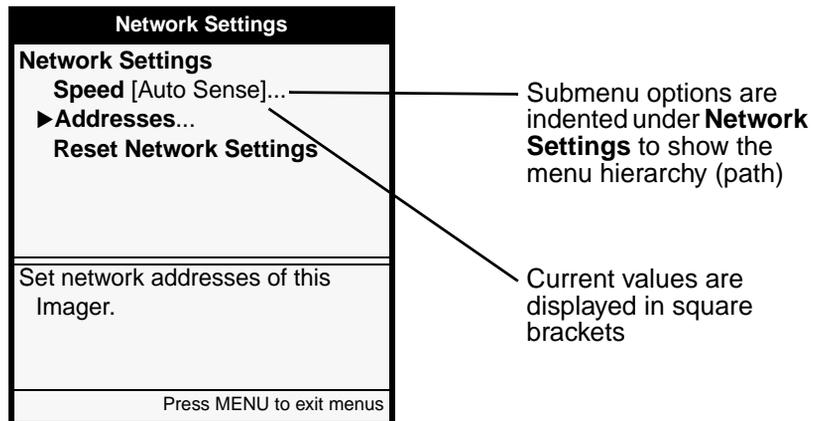 Network Settings
Network Settings
Speed [Auto Sense]...
▶Addresses...
Reset Network Settings
Set network addresses of this
Imager.
Press MENU to exit menus
Submenu options are
indented under Network
Settings to show the
menu hierarchy (path)
Current values are
displayed in square
brackets